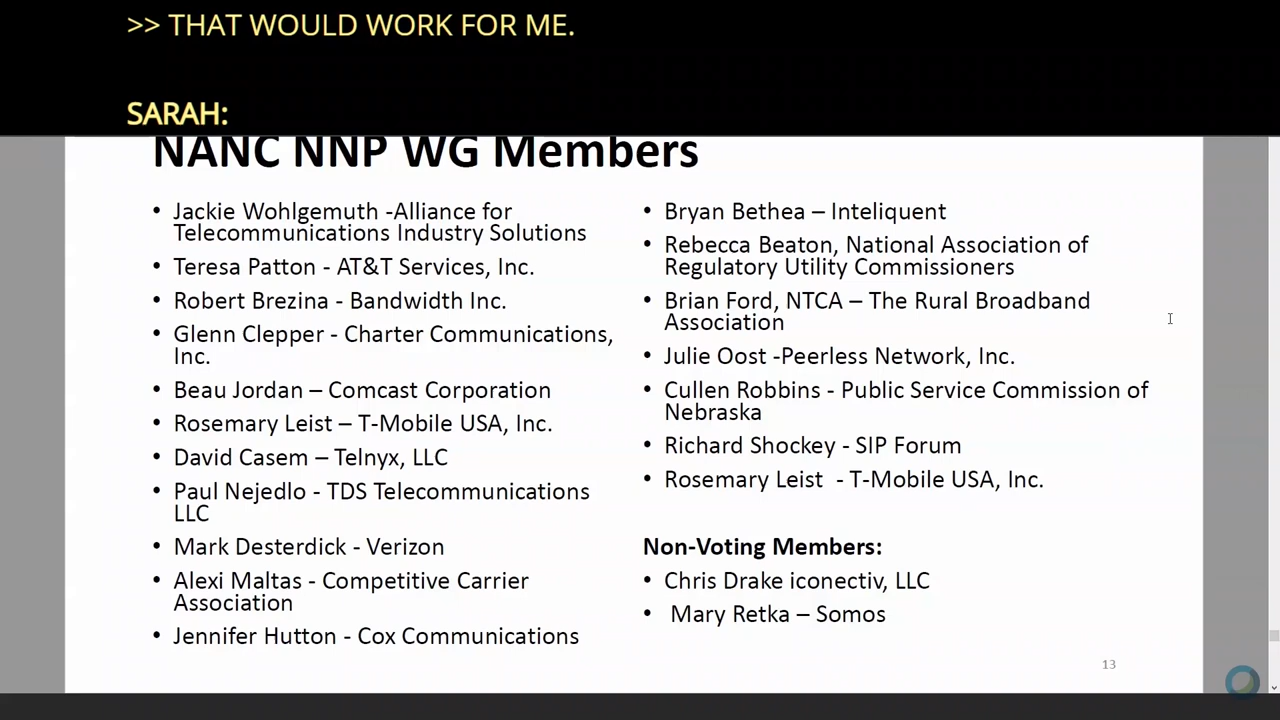 >> THAT WOULD WORK FOR ME.
SARAH:
NANC NNP WG Members
• Jackie Wohlgemuth -Alliance for
Telecommunications Industry Solutions
• Teresa Patton - AT&T Services, Inc.
• Robert Brezina - Bandwidth Inc.
• Glenn Clepper - Charter Communications,
Inc.
• Beau Jordan – Comcast Corporation
• Rosemary Leist – T-Mobile USA, Inc.
• David Casem – Telnyx, LLC
• Paul Nejedlo - TDS Telecommunications
LLC
• Mark Desterdick - Verizon
• Alexi Maltas - Competitive Carrier
Association
• Jennifer Hutton - Cox Communications
• Bryan Bethea – Inteliquent
• Rebecca Beaton, National Association of
Regulatory Utility Commissioners
• Brian Ford, NTCA – The Rural Broadband
Association
• Julie Oost -Peerless Network, Inc.
• Cullen Robbins - Public Service Commission of
Nebraska
• Richard Shockey - SIP Forum
• Rosemary Leist - T-Mobile USA, Inc.
Non-Voting Members:
• Chris Drake iconectiv, LLC
• Mary Retka – Somos
13